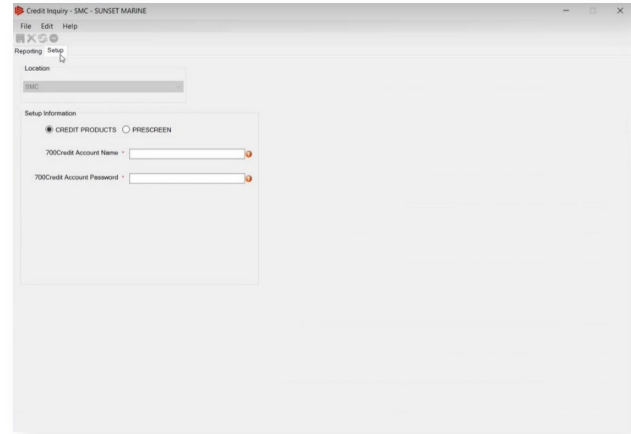 Credit Inquiry - SMC - SUNSET MARINE
File Edit Help
Reporting Setup
Location
SMC
Setup Information
CREDIT PRODUCTS PRESCREEN
700Credit Account Name *
700Credit Account Password *